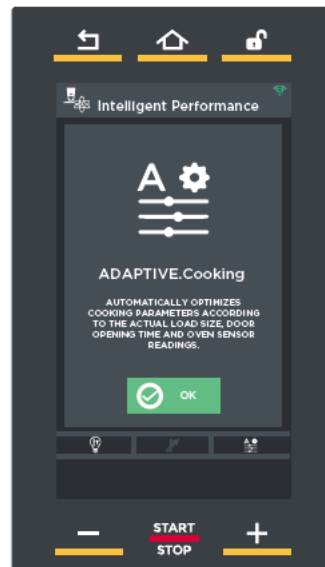 Intelligent Performance
A
ADAPTIVE.Cooking
AUTOMATICALLY OPTIMIZES
COOKING PARAMETERS ACCORDING
TO THE ACTUAL LOAD SIZE, DOOR
OPENING TIME AND OVEN SENSOR
READINGS.
OK
START
STOP